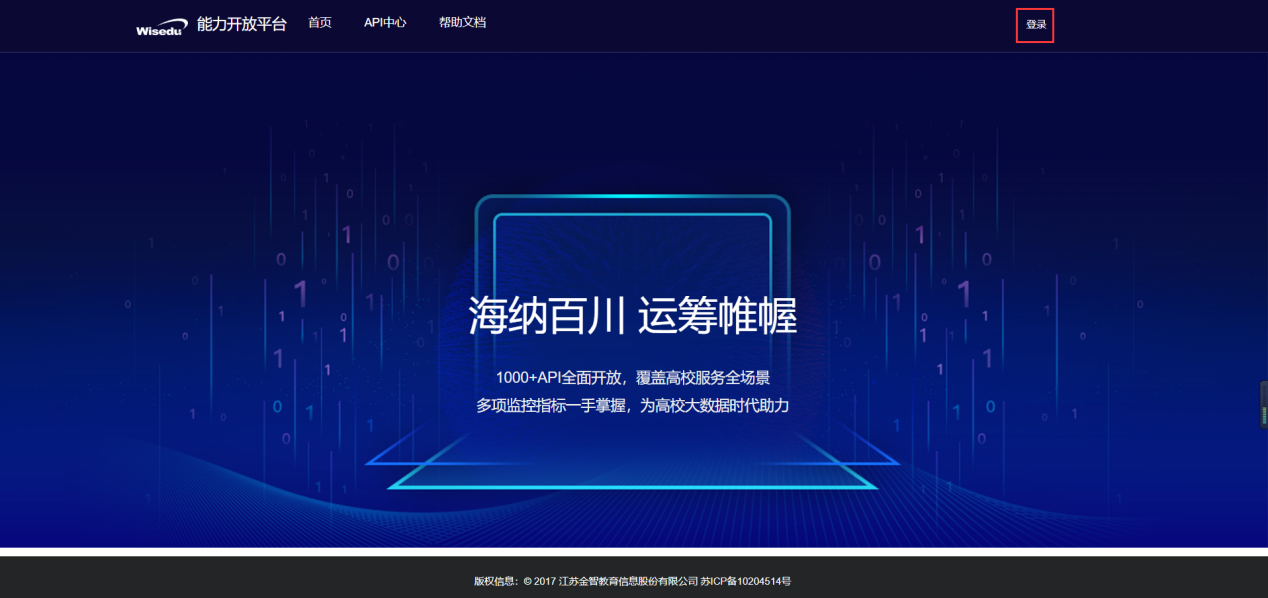 Wisedu 能力开放平台 首页 API中心 帮助文档 登录
海纳百川 运筹帷幄
1000+API全面开放，覆盖高校服务全场景
多项监控指标一手掌握，为高校大数据时代助力
版权信息：© 2017 江苏金智教育信息股份有限公司 苏ICP备10204514号